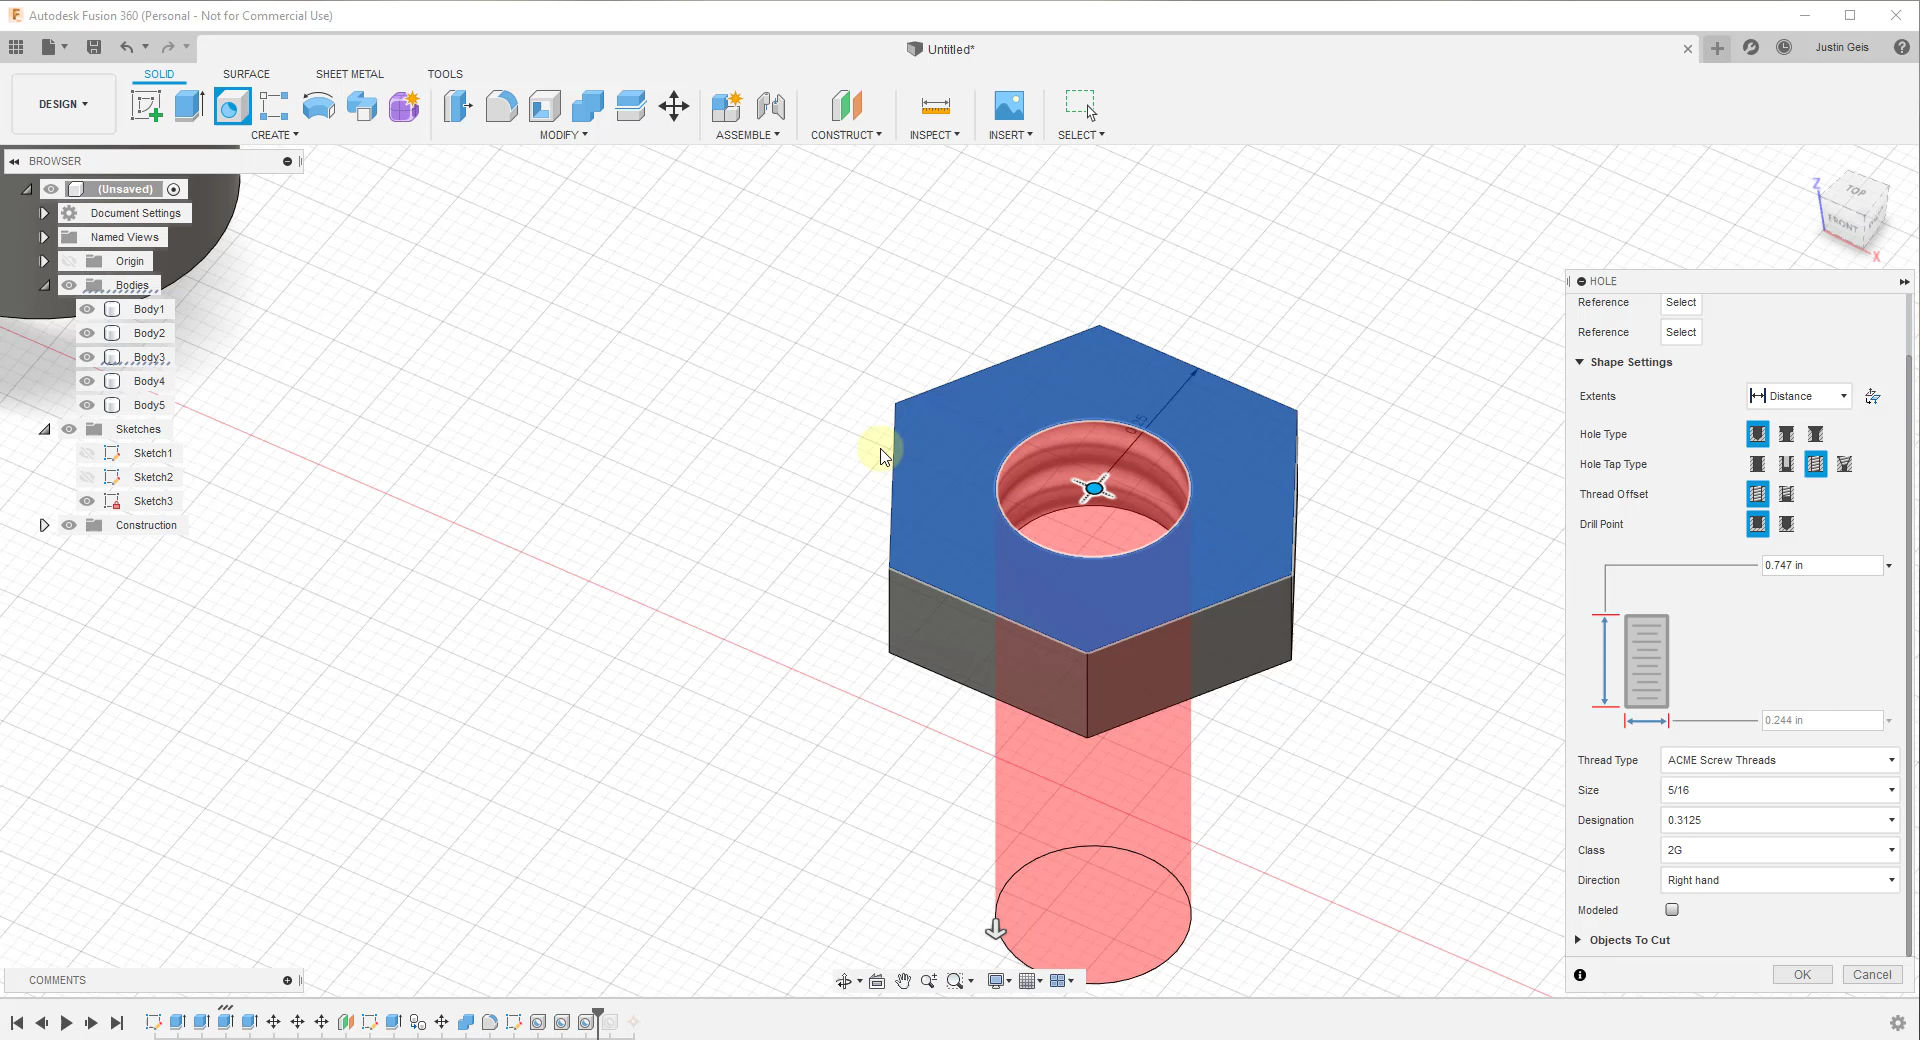 Autodesk Fusion 360 (Personal - Not for Commercial Use)
Untitled*
Justin Geis
DESIGN
SOLID
SURFACE
SHEET METAL
TOOLS
CREATE
MODIFY
ASSEMBLE
CONSTRUCT
INSPECT
INSERT
SELECT
BROWSER
(Unsaved)
Document Settings
Named Views
Origin
Bodies
Body1
Body2
Body3
Body4
Body5
Sketches
Sketch1
Sketch2
Sketch3
Construction
TOP
FRONT
Z
X
HOLE
Reference Select
Reference Select
Shape Settings
Extents Distance
Hole Type
Hole Tap Type
Thread Offset
Drill Point
0.747 in
0.244 in
Thread Type ACME Screw Threads
Size 5/16
Designation 0.3125
Class 2G
Direction Right hand
Modeled
Objects To Cut
OK Cancel
COMMENTS